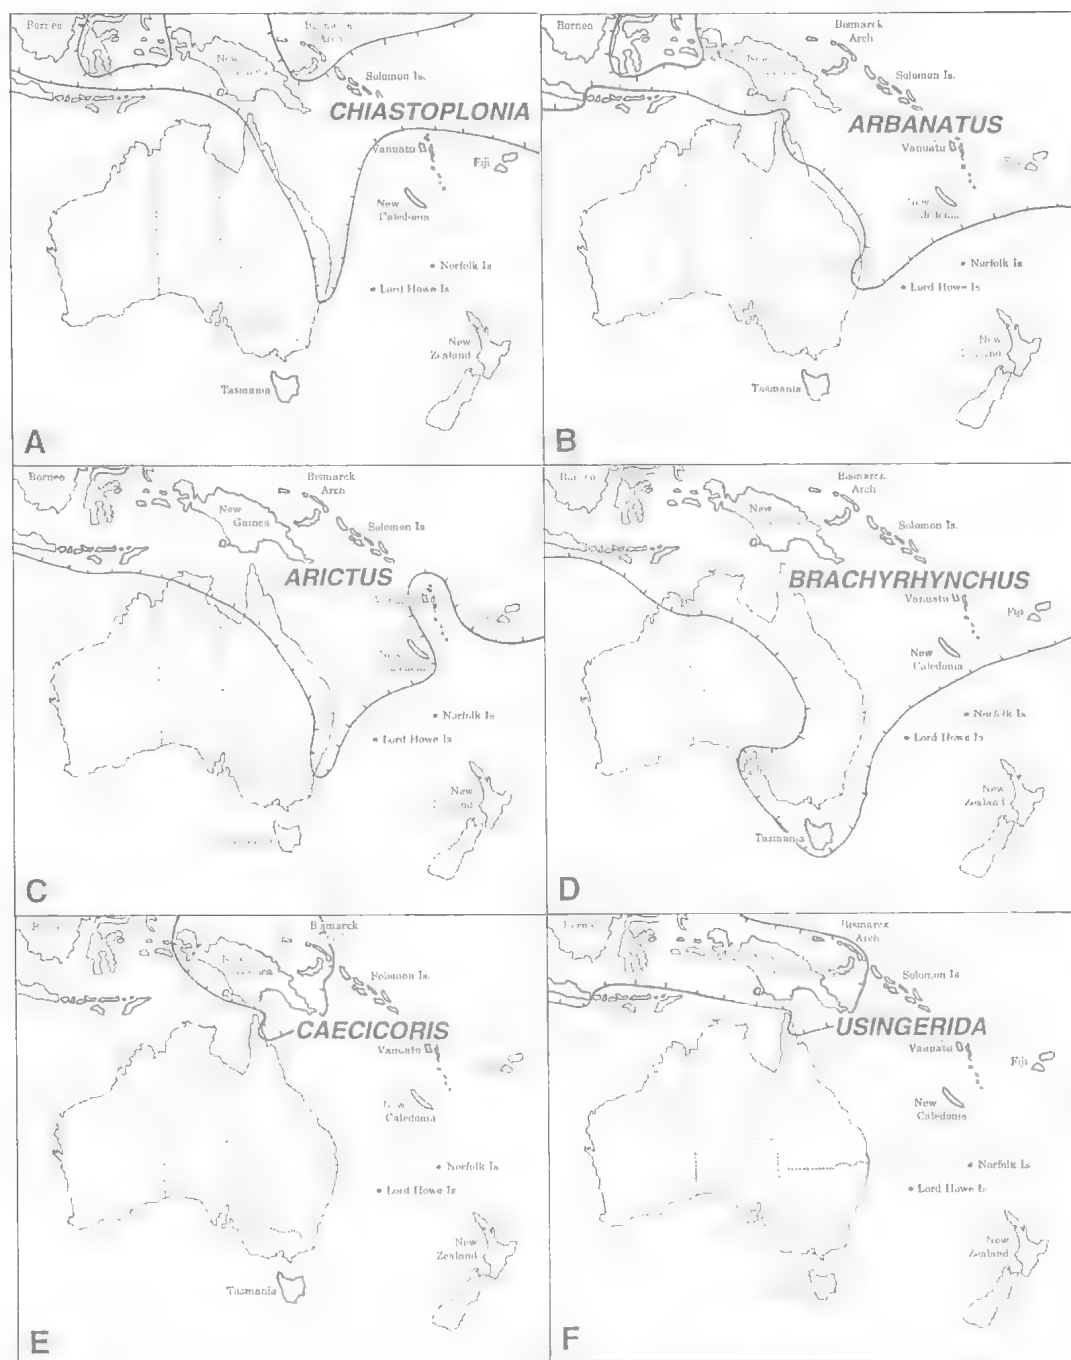 Borneo
Arch
New
Solomon Is.
CHIASTOPLONIA
Vanuatu
Fiji
New
Caledonia
Norfolk Is
Lord Howe Is
New
Zealand
Tasmania
A
Borneo
Bismarck
Arch
New
Solomon Is.
ARBANATUS
Vanuatu
Norfolk Is
Lord Howe Is
New
Tasmania
B
Borneo
Bismarck
Arch
New
Guinea
Solomon Is.
ARICTUS
Norfolk Is
Lord Howe Is
New
C
Bismarck
Arch
New
Solomon Is.
BRACHYRHYNCHUS
Vanuatu
Fiji
New
Caledonia
Norfolk Is
Lord Howe Is
New
Zealand
Tasmania
D
Bismarck
Solomon Is.
CAECICORIS
Vanuatu
Caledonia
Norfolk Is
Lord Howe Is
New
Zealand
Tasmania
E
Bismarck
Arch
Solomon Is
USINGERIDA
Vanuatu
Fiji
New
Caledonia
Norfolk Is
Lord Howe Is
New
Zealand
F